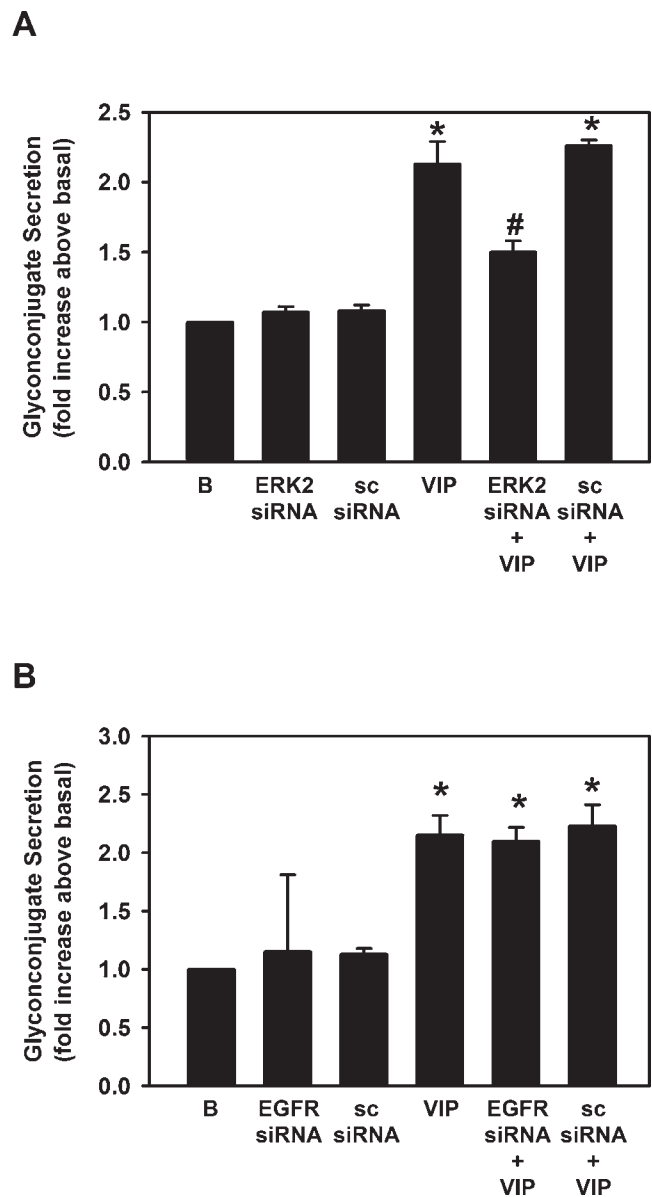 A
Glyconconjugate Secretion
(fold increase above basal)
2.5
2.0
1.5
1.0
0.5
0.0
*
#
*
B
ERK2
siRNA
sc
siRNA
VIP
ERK2
siRNA
+
VIP
sc
siRNA
+
VIP
B
Glyconconjugate Secretion
(fold increase above basal)
3.0
2.5
2.0
1.5
1.0
0.5
0.0
*
*
*
B
EGFR
siRNA
sc
siRNA
VIP
EGFR
siRNA
+
VIP
sc
siRNA
+
VIP